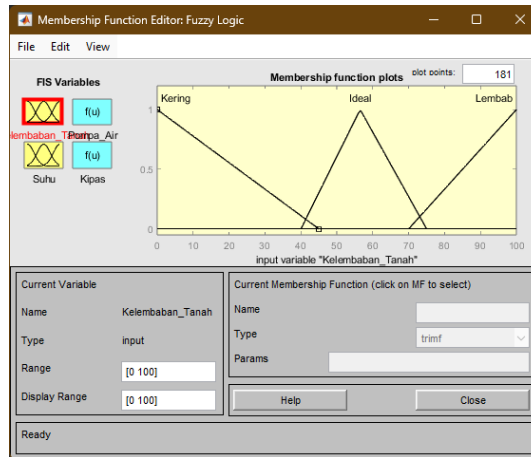 Membership Function Editor: Fuzzy Logic
File Edit View
FIS Variables
Membership function plots
plot points:
181
f(u)
Pompa_Air
Suhu
f(u)
Kipas
Kering
Ideal
Lembab
1
0.5
0
0 10 20 30 40 50 60 70 80 90 100
input variable "Kelembaban_Tanah"
Current Variable
Name Kelembaban_Tanah
Type input
Range [0 100]
Display Range [0 100]
Current Membership Function (click on MF to select)
Name
Type trimf
Params
Help Close
Ready